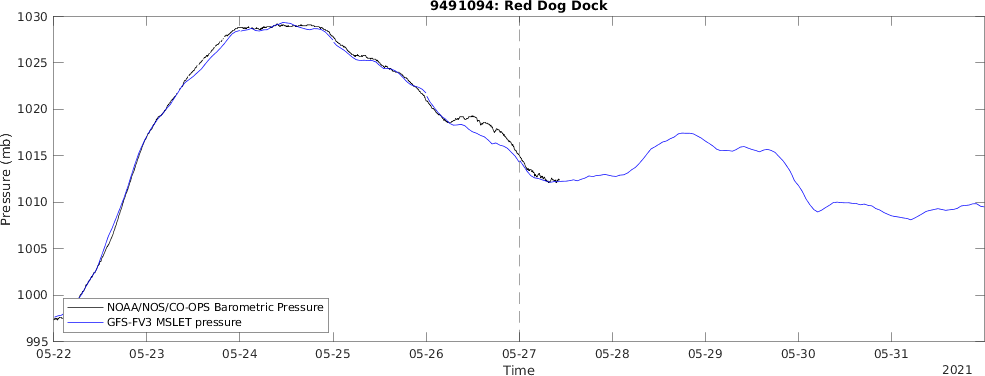 9491094: Red Dog Dock
Pressure (mb)
1030
1025
1020
1015
1010
1005
1000
995
NOAA/NOS/CO-OPS Barometric Pressure
GFS-FV3 MSLET pressure
05-22 05-23 05-24 05-25 05-26 05-27 05-28 05-29 05-30 05-31
Time
2021